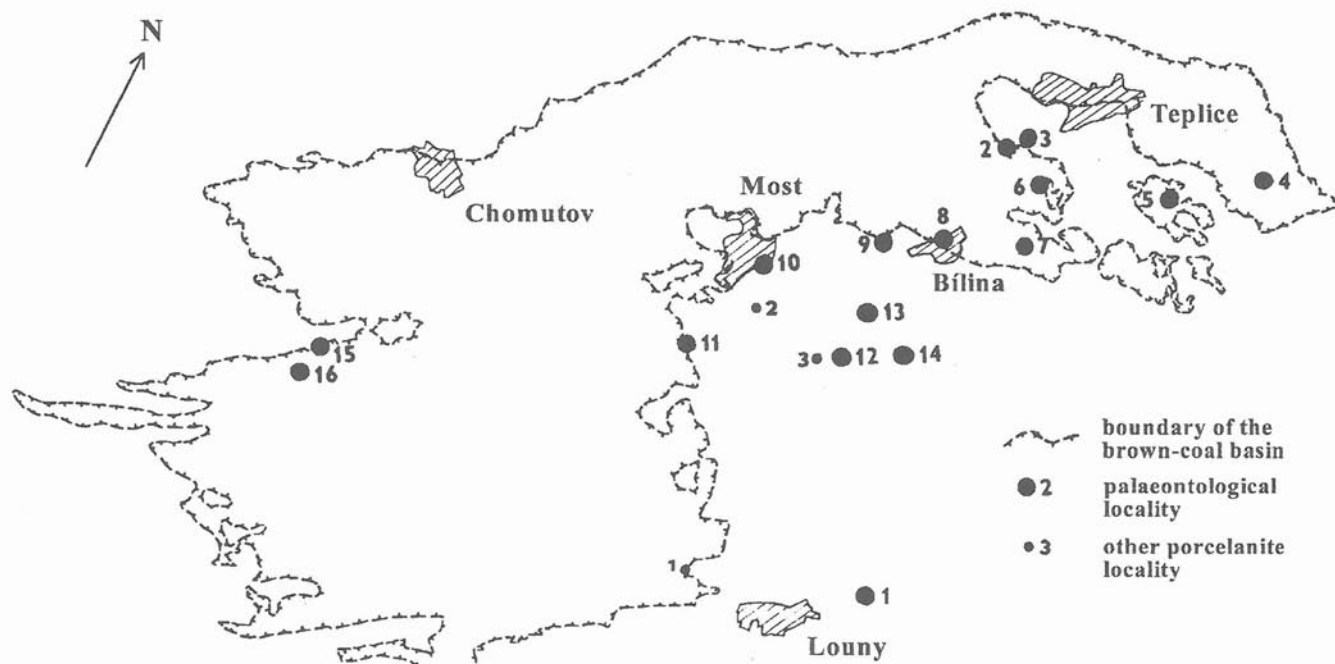 N
Teplice
3
2
4
Most
6
5
Chomutov
8
9
7
10
Bílina
2
13
11
15
3
12
14
16
boundary of the
brown-coal basin
2
palaeontological
locality
3
other porcelanite
locality
1
1
Louny